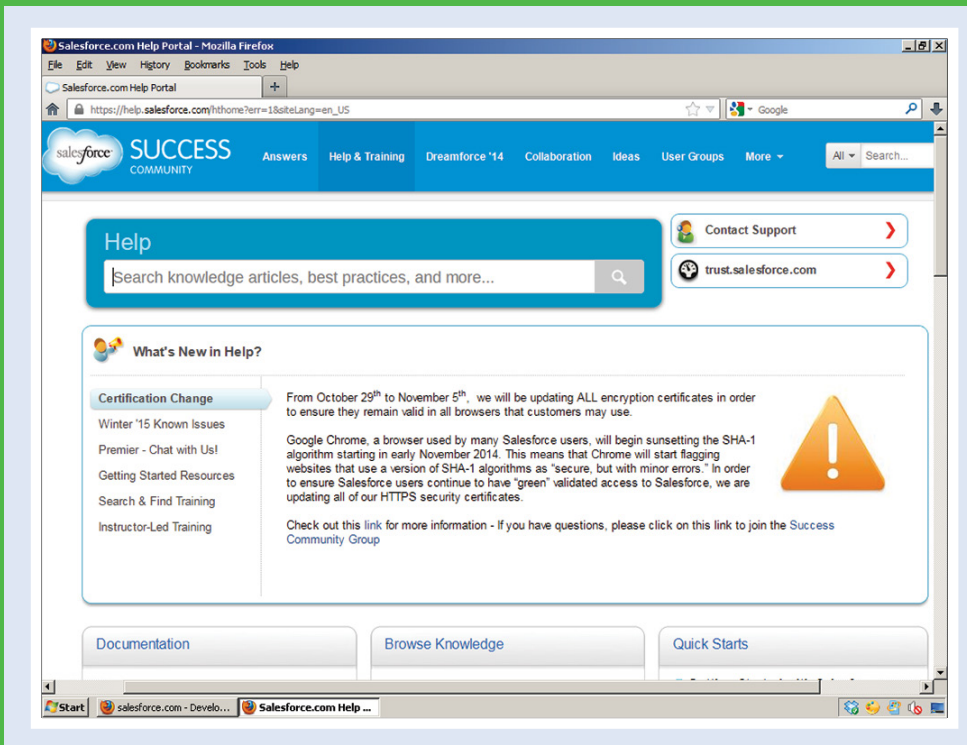 Salesforce.com Help Portal - Mozilla Firefox
File Edit View History Bookmarks Tools Help
Salesforce.com Help Portal
https://help.salesforce.com/hthome?err=1&siteLang=en_US
Google
salesforce
SUCCESS
COMMUNITY
Answers Help & Training Dreamforce '14 Collaboration Ideas User Groups More
All Search...
Help
Search knowledge articles, best practices, and more...
Contact Support
trust.salesforce.com
What's New in Help?
Certification Change
Winter '15 Known Issues
Premier - Chat with Us!
Getting Started Resources
Search & Find Training
Instructor-Led Training
From October 29th to November 5th, we will be updating ALL encryption certificates in order
to ensure they remain valid in all browsers that customers may use.
Google Chrome, a browser used by many Salesforce users, will begin sunsetting the SHA-1
algorithm starting in early November 2014. This means that Chrome will start flagging
websites that use a version of SHA-1 algorithms as "secure, but with minor errors." In order
to ensure Salesforce users continue to have "green" validated access to Salesforce, we are
updating all of our HTTPS security certificates.
Check out this link for more information - If you have questions, please click on this link to join the Success
Community Group
Documentation
Browse Knowledge
Quick Starts
Start
salesforce.com - Develo...
Salesforce.com Help ...